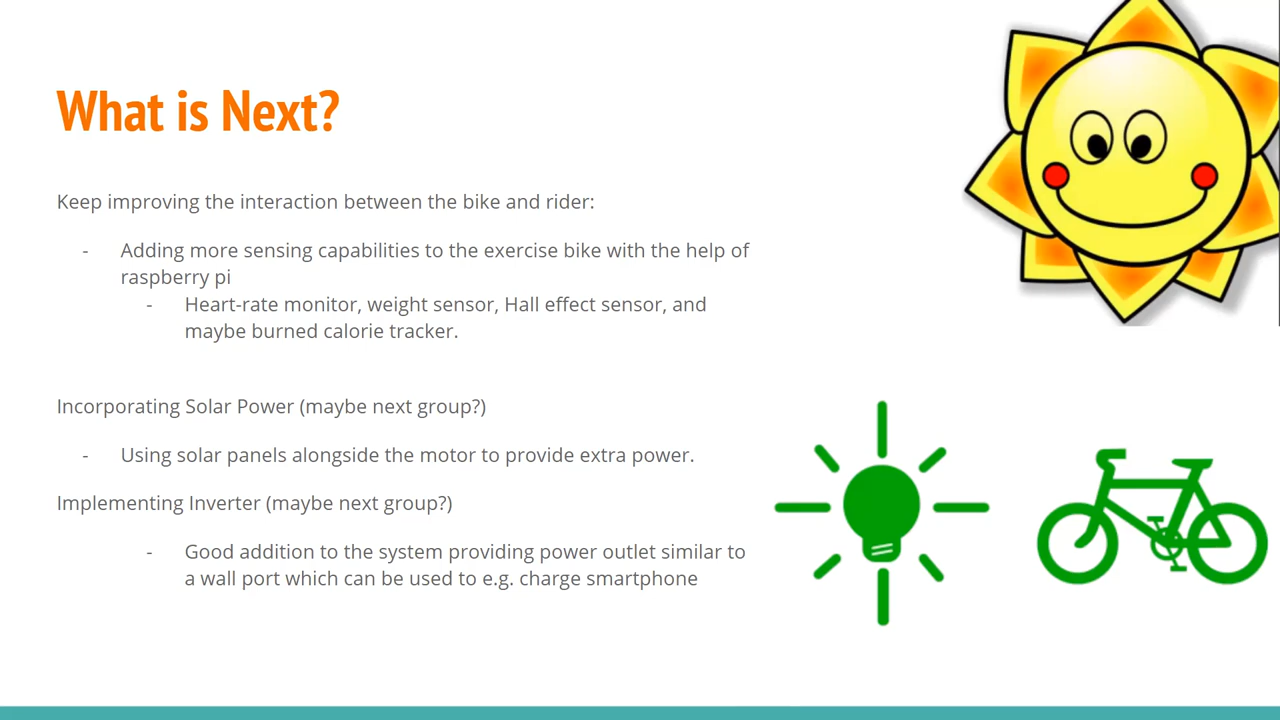 What is Next?
Keep improving the interaction between the bike and rider:
- Adding more sensing capabilities to the exercise bike with the help of
raspberry pi
- Heart-rate monitor, weight sensor, Hall effect sensor, and
maybe burned calorie tracker.
Incorporating Solar Power (maybe next group?)
- Using solar panels alongside the motor to provide extra power.
Implementing Inverter (maybe next group?)
- Good addition to the system providing power outlet similar to
a wall port which can be used to e.g. charge smartphone